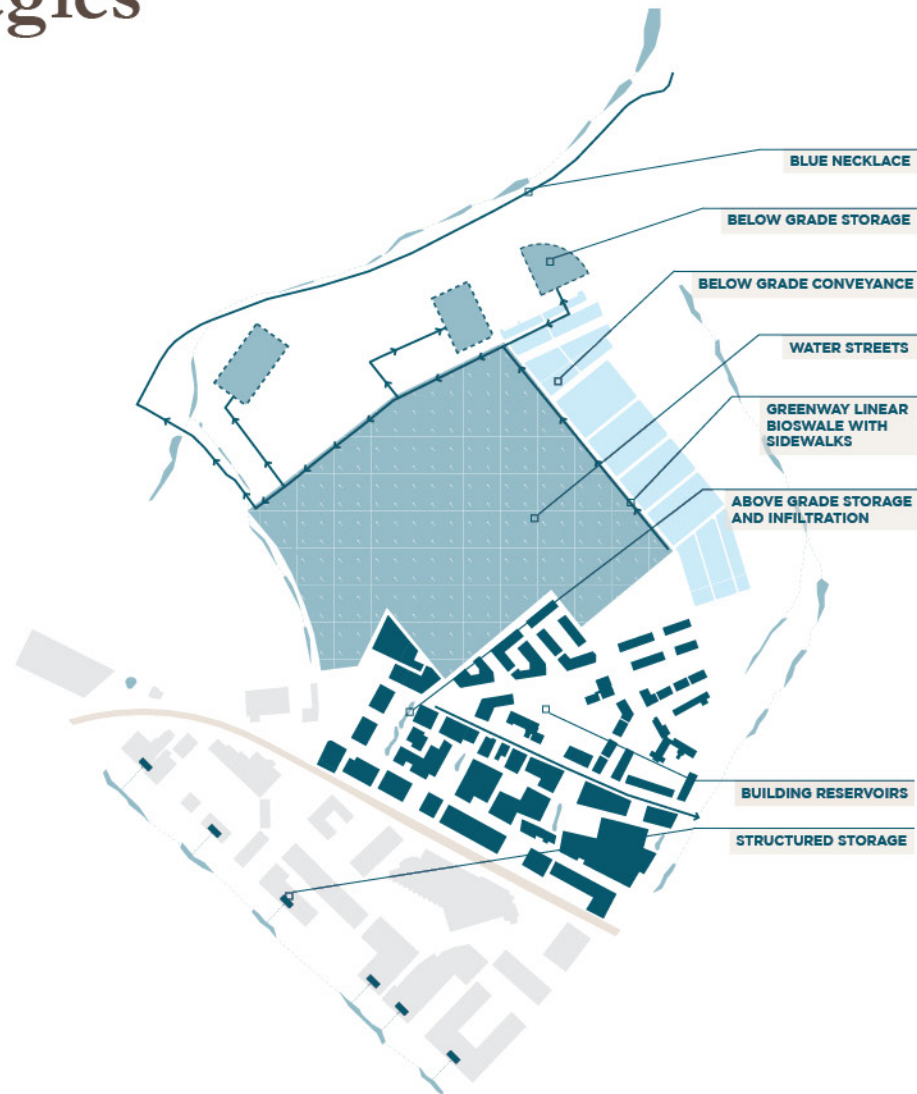 egies
BLUE NECKLACE
BELOW GRADE STORAGE
BELOW GRADE CONVEYANCE
WATER STREETS
GREENWAY LINEAR
BIOSWALE WITH
SIDEWALKS
ABOVE GRADE STORAGE
AND INFILTRATION
BUILDING RESERVOIRS
STRUCTURED STORAGE